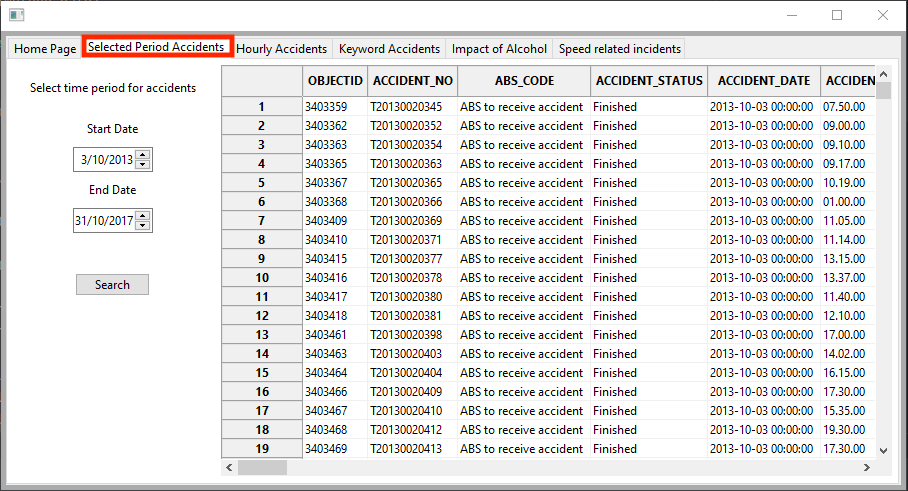 Home Page Selected Period Accidents Hourly Accidents Keyword Accidents Impact of Alcohol Speed related incidents
Select time period for accidents
Start Date
3/10/2013
End Date
31/10/2017
Search
OBJECTID ACCIDENT_NO ABS_CODE ACCIDENT_STATUS ACCIDENT_DATE ACCIDEN
1 3403359 T20130020345 ABS to receive accident Finished 2013-10-03 00:00:00 07.50.00
2 3403362 T20130020352 ABS to receive accident Finished 2013-10-03 00:00:00 09.00.00
3 3403363 T20130020354 ABS to receive accident Finished 2013-10-03 00:00:00 09.10.00
4 3403365 T20130020363 ABS to receive accident Finished 2013-10-03 00:00:00 09.17.00
5 3403367 T20130020365 ABS to receive accident Finished 2013-10-03 00:00:00 10.19.00
6 3403368 T20130020366 ABS to receive accident Finished 2013-10-03 00:00:00 01.00.00
7 3403409 T20130020369 ABS to receive accident Finished 2013-10-03 00:00:00 11.05.00
8 3403410 T20130020371 ABS to receive accident Finished 2013-10-03 00:00:00 11.14.00
9 3403415 T20130020377 ABS to receive accident Finished 2013-10-03 00:00:00 13.15.00
10 3403416 T20130020378 ABS to receive accident Finished 2013-10-03 00:00:00 13.37.00
11 3403417 T20130020380 ABS to receive accident Finished 2013-10-03 00:00:00 11.40.00
12 3403418 T20130020381 ABS to receive accident Finished 2013-10-03 00:00:00 12.10.00
13 3403461 T20130020398 ABS to receive accident Finished 2013-10-03 00:00:00 17.00.00
14 3403463 T20130020403 ABS to receive accident Finished 2013-10-03 00:00:00 14.02.00
15 3403464 T20130020404 ABS to receive accident Finished 2013-10-03 00:00:00 16.15.00
16 3403466 T20130020409 ABS to receive accident Finished 2013-10-03 00:00:00 17.30.00
17 3403467 T20130020410 ABS to receive accident Finished 2013-10-03 00:00:00 15.35.00
18 3403468 T20130020412 ABS to receive accident Finished 2013-10-03 00:00:00 19.30.00
19 3403469 T20130020413 ABS to receive accident Finished 2013-10-03 00:00:00 17.30.00